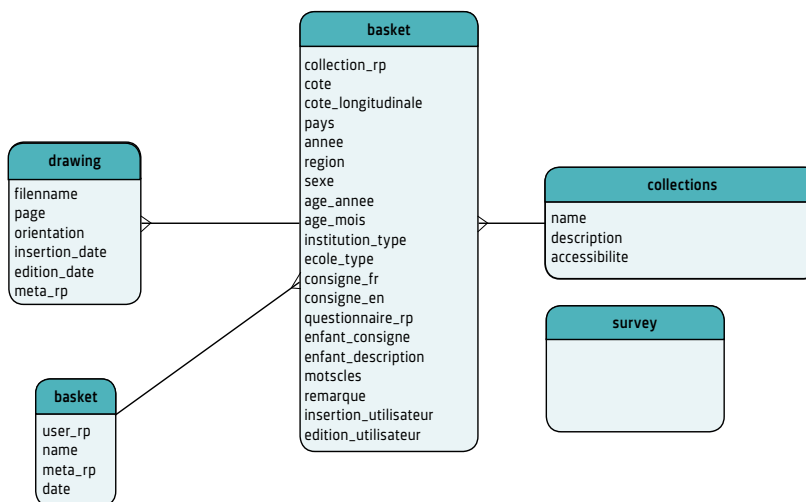 basket
collection_rp
cote
cote_longitudinale
pays
annee
region
sexe
age_annee
age_mois
institution_type
ecole_type
consigne_fr
consigne_en
questionnaire_rp
enfant_consigne
enfant_description
motscles
remarque
insertion_utilisateur
edition_utilisateur
drawing
filenname
page
orientation
insertion_date
edition_date
meta_rp
collections
name
description
accessibilite
survey
basket
user_rp
name
meta_rp
date